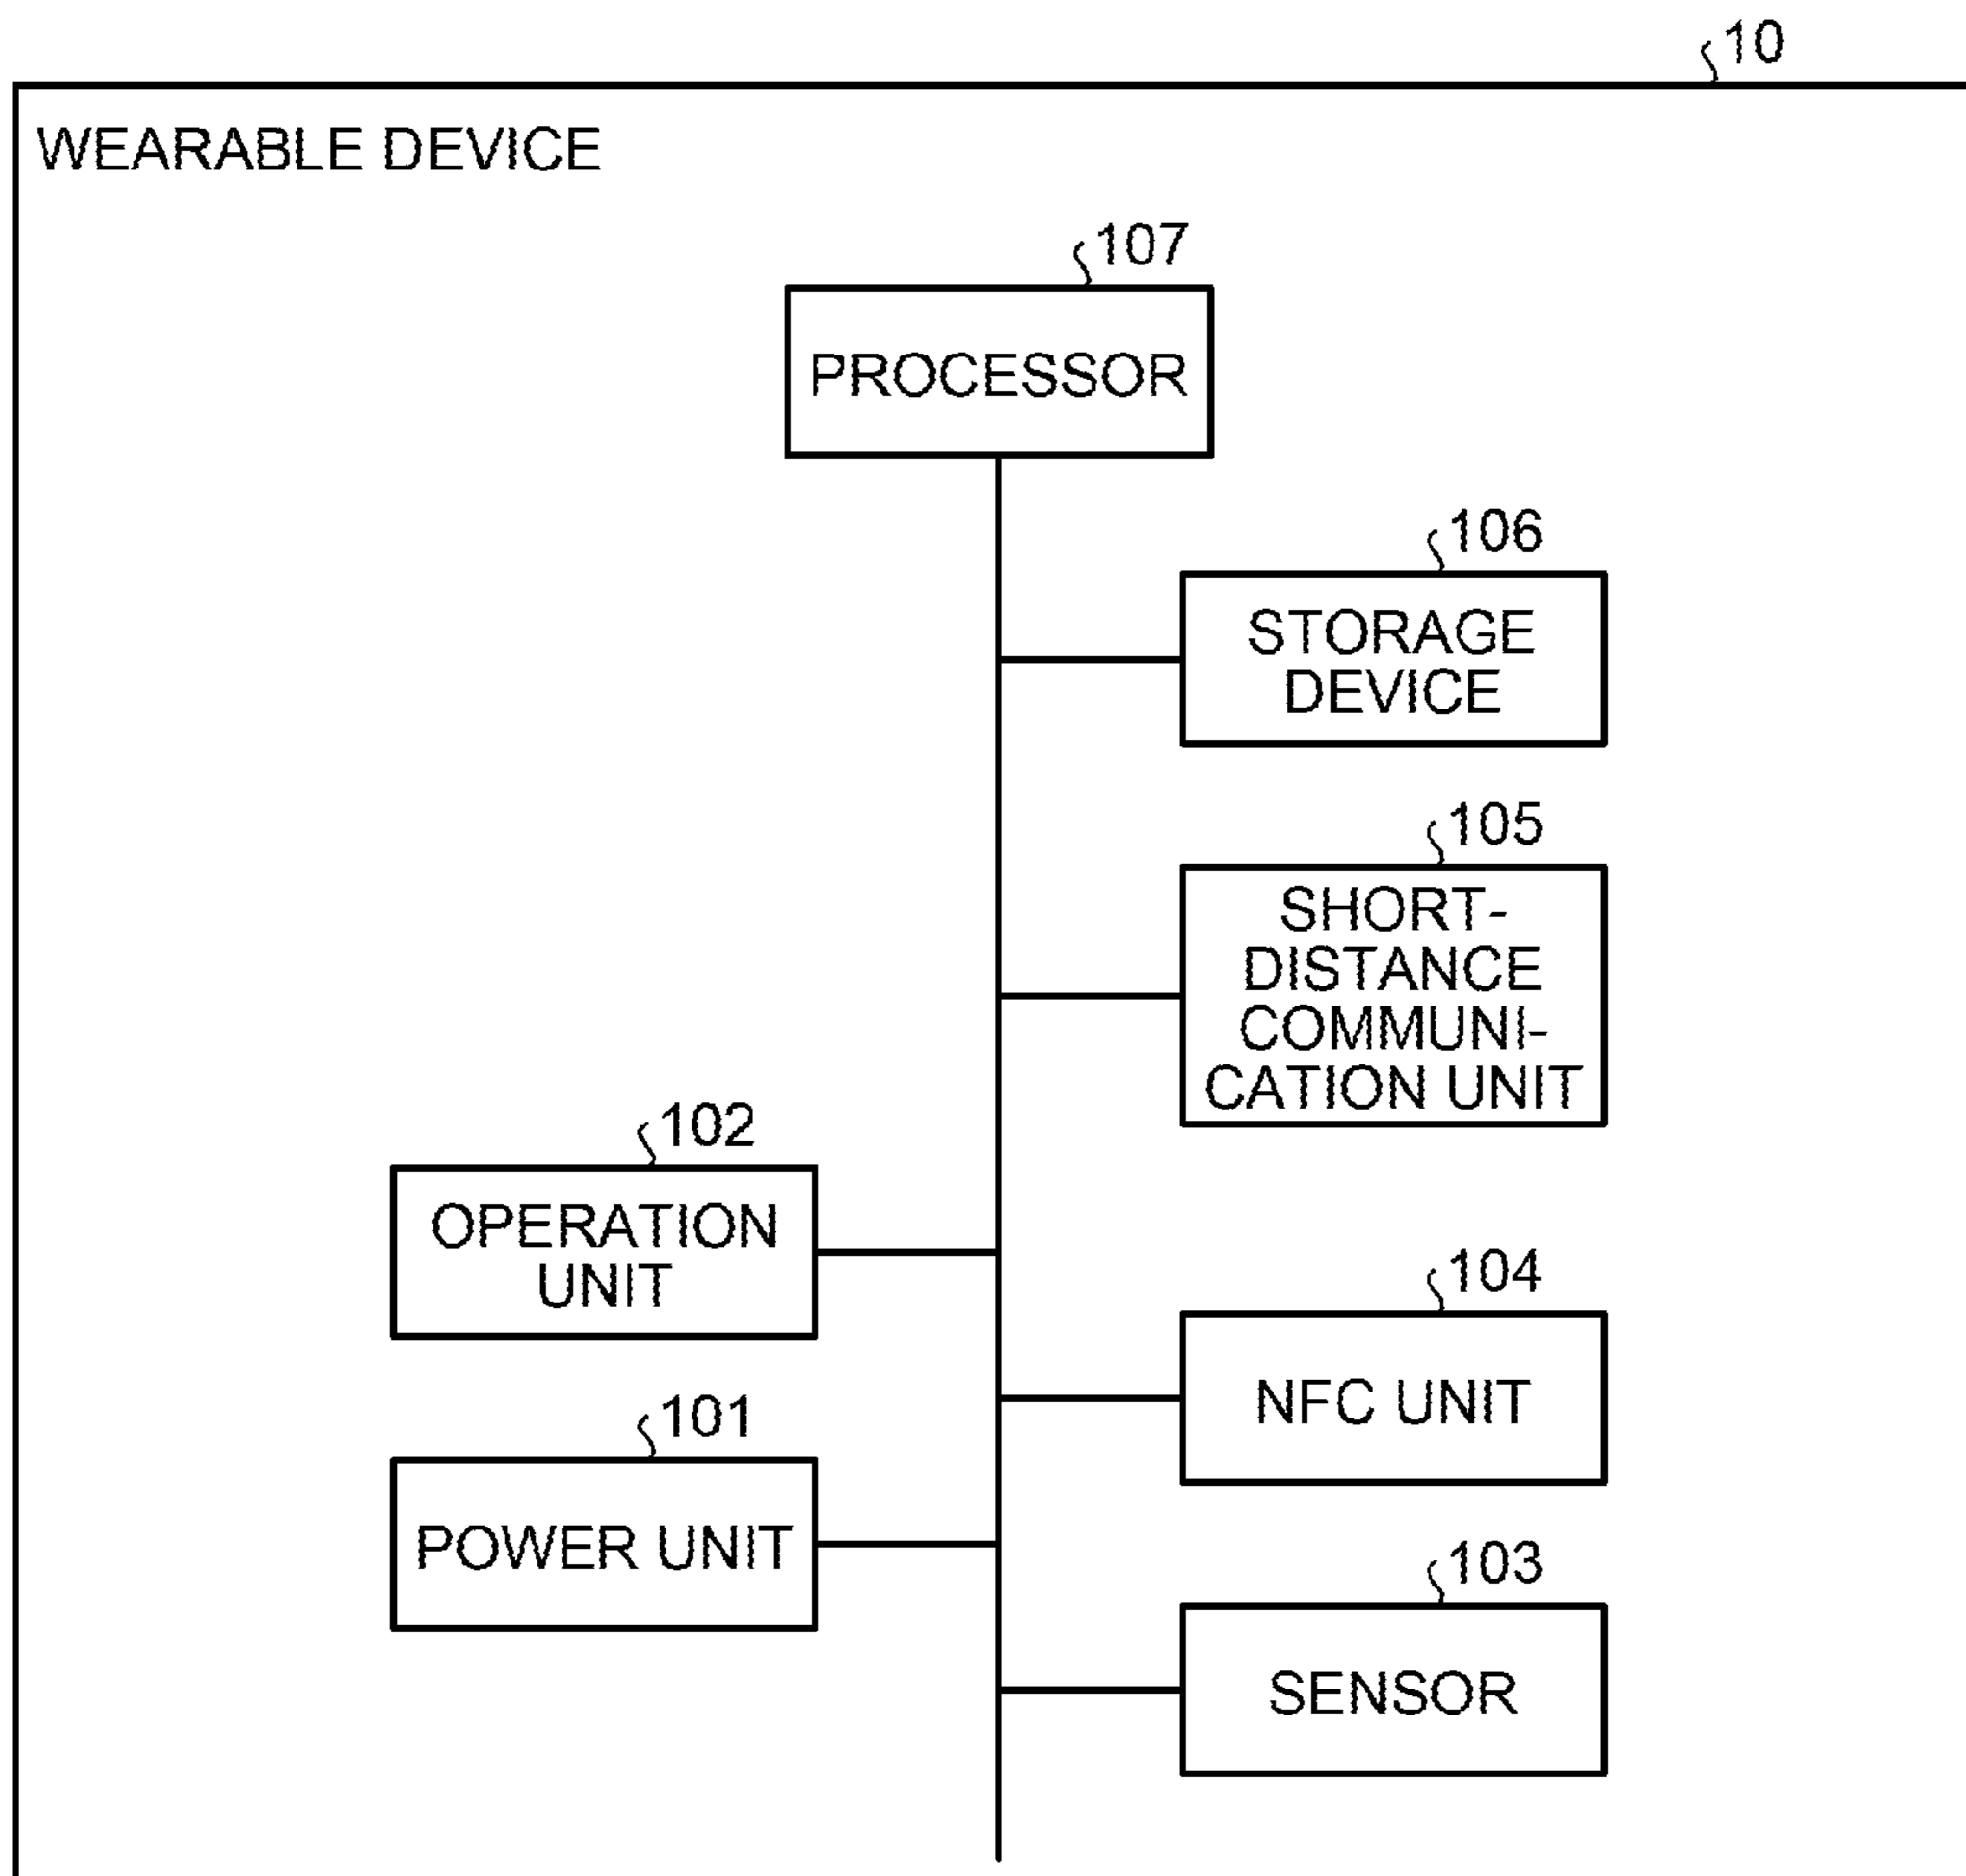 10
WEARABLE DEVICE
107
PROCESSOR
106
STORAGE
DEVICE
105
SHORT-
DISTANCE
COMMUNI-
CATION UNIT
102
OPERATION
UNIT
104
NFC UNIT
101
POWER UNIT
103
SENSOR